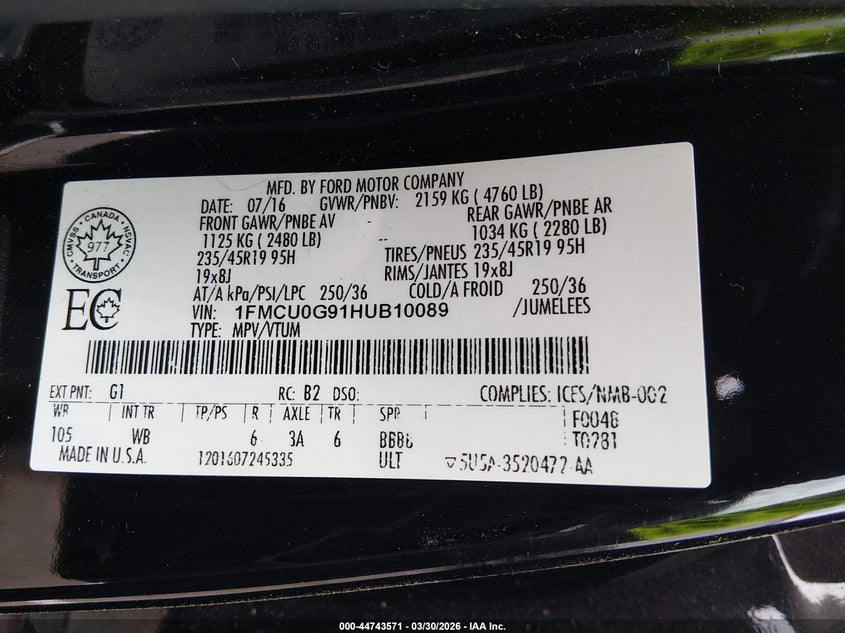 MFD. BY FORD MOTOR COMPANY
DATE: 07/16 GVWR/PNBV: 2159 KG ( 4760 LB)
FRONT GAWR/PNBE AV REAR GAWR/PNBE AR
1125 KG ( 2480 LB) -- 1034 KG ( 2280 LB)
235/45R19 95H TIRES/PNEUS 235/45R19 95H
19x8J RIMS/JANTES 19x8J
AT/A kPa/PSI/LPC 250/36 COLD/A FROID 250/36
VIN: 1FMCU0G91HUB10089 /JUMELEES
TYPE: MPV/VTUM
CANADA
CMVSS NSVAC
977
TRANSPORT
EC
EXT PNT: G1 RC: B2 DSO: COMPLIES: ICES/NMB-002
WB INT TR TP/PS R AXLE TR SPR F0048
105 WB 6 3A 6 BBBB T0281
MADE IN U.S.A. 1201607245335 ULT 5U5A-3520472-AA
000-44743571 — 03/30/2026 - IAA Inc.